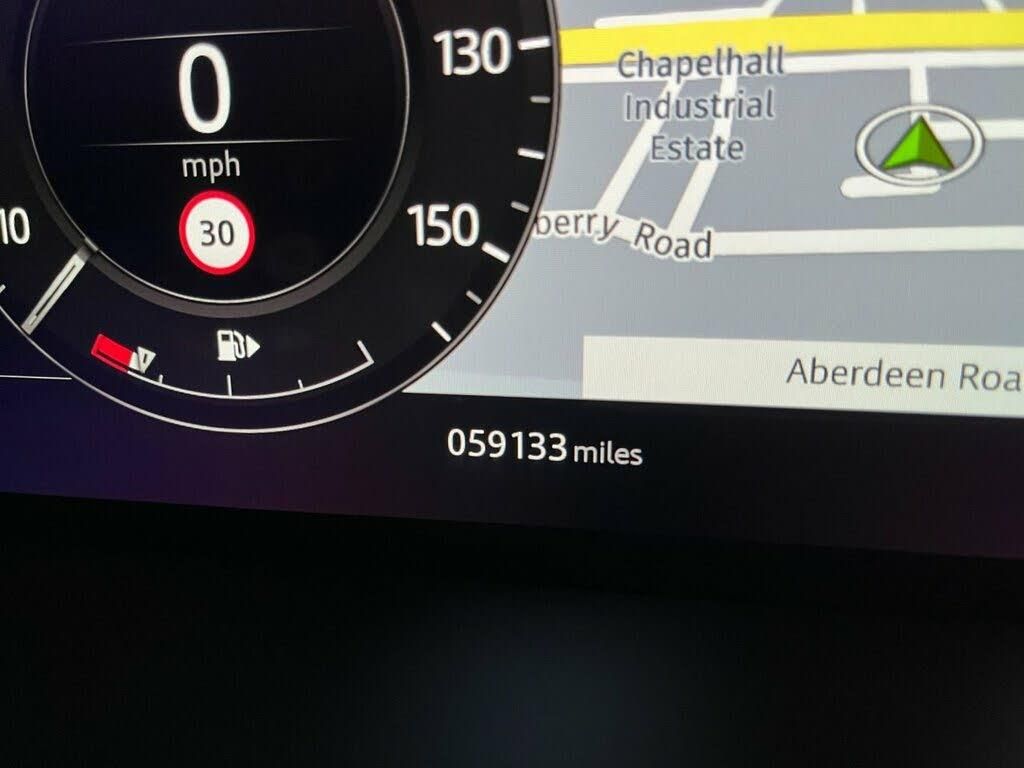 0
mph
30
10
130
150
Chapelhall
Industrial
Estate
berry Road
Aberdeen Roa
059133 miles